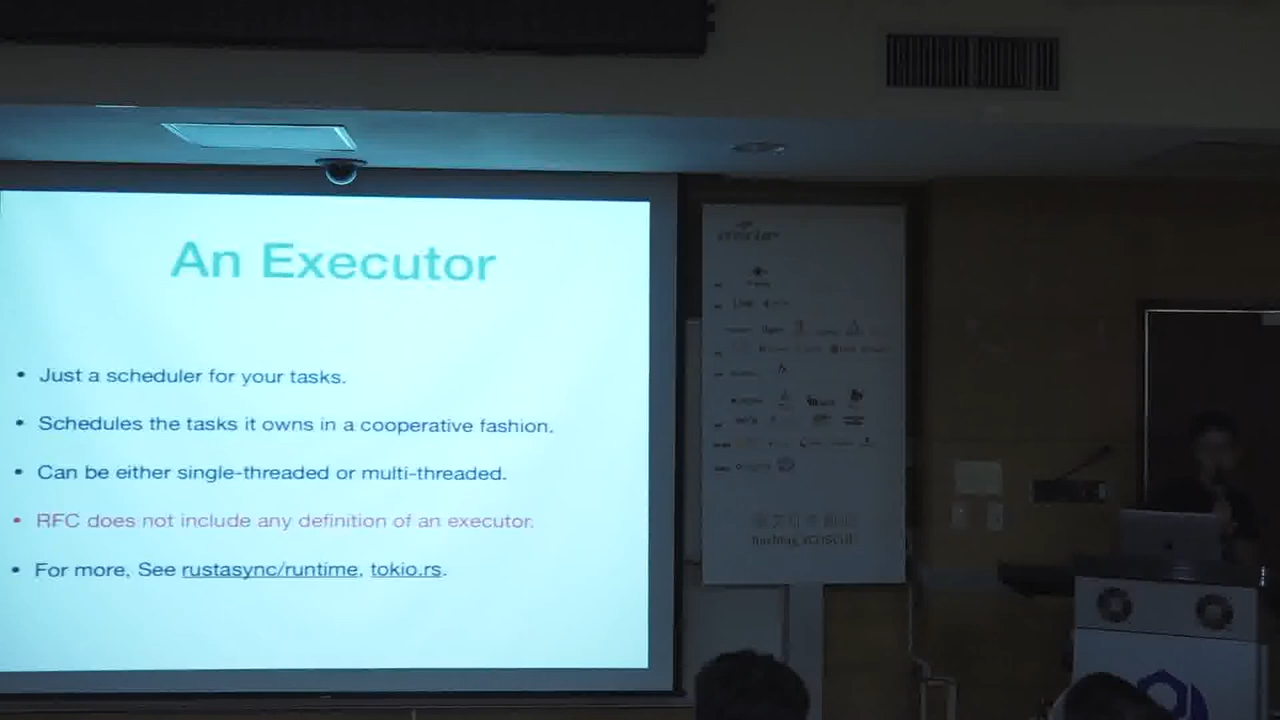 An Executor
• Just a scheduler for your tasks.
• Schedules the tasks it owns in a cooperative fashion.
• Can be either single-threaded or multi-threaded.
• RFC does not include any definition of an executor.
• For more, See rustasync/runtime, tokio.rs.